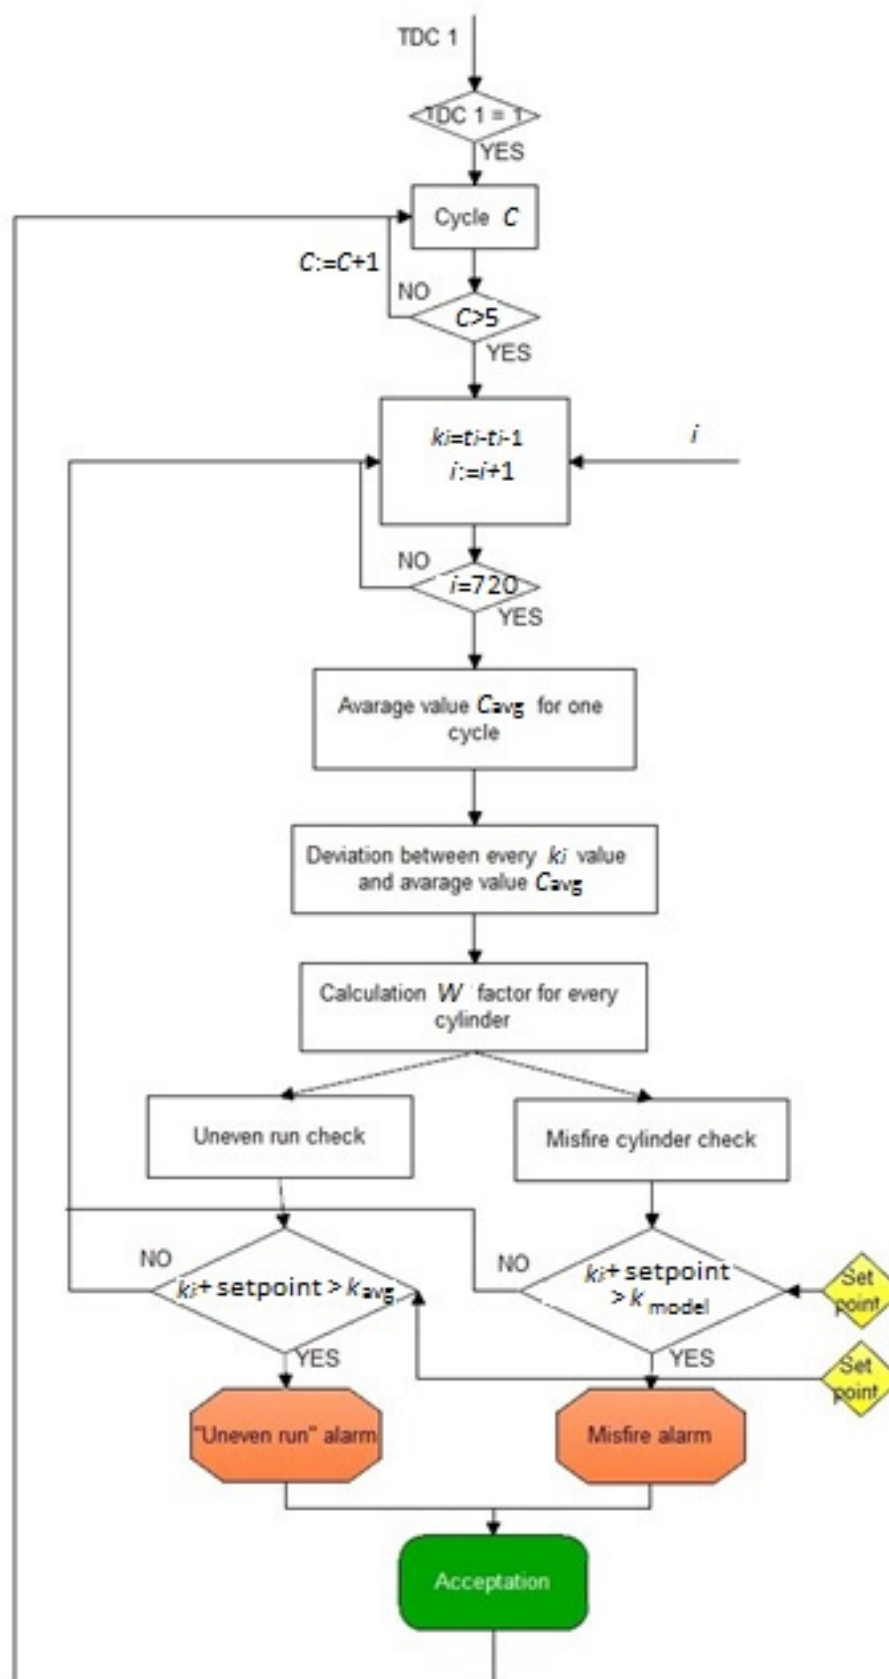 TDC 1
TDC 1 = 1
YES
Cycle C
C:=C+1
NO
C>5
YES
ki=ti-ti-1
i:=i+1
i
NO
i=720
YES
Avarage value Cavg for one
cycle
Deviation between every ki value
and avarage value Cavg
Calculation W factor for every
cylinder
Uneven run check
Misfire cylinder check
NO
ki+ setpoint > kavg
YES
NO
ki+ setpoint
> k model
YES
Set
point
Set
point
"Uneven run" alarm
Misfire alarm
Acceptation